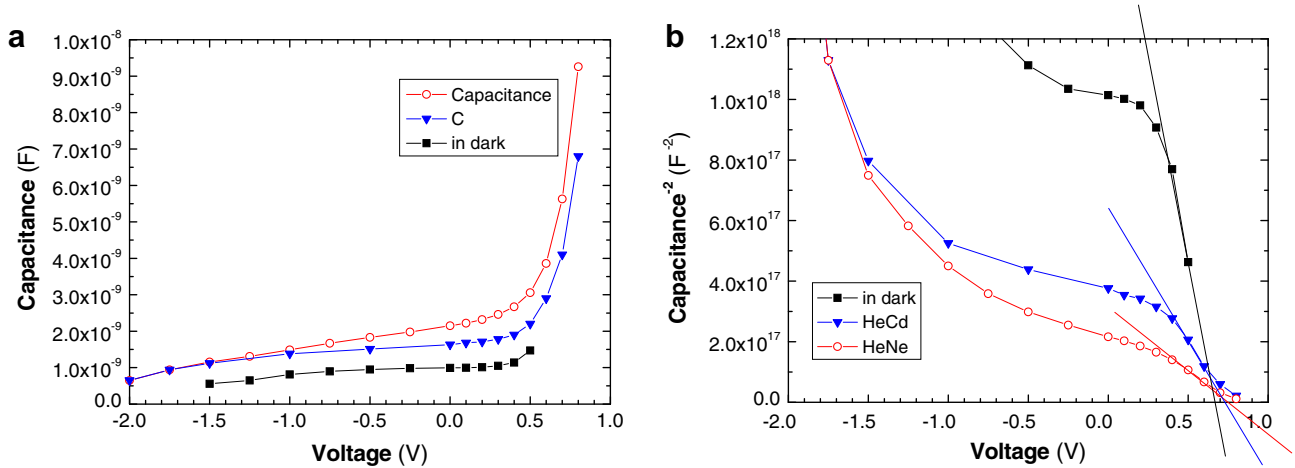 a
1.0x10⁻⁸
9.0x10⁻⁹
8.0x10⁻⁹
7.0x10⁻⁹
6.0x10⁻⁹
5.0x10⁻⁹
4.0x10⁻⁹
3.0x10⁻⁹
2.0x10⁻⁹
1.0x10⁻⁹
0.0
Capacitance (F)
Capacitance
C
in dark
-2.0 -1.5 -1.0 -0.5 0.0 0.5 1.0
Voltage (V)
b
1.2x10¹⁸
1.0x10¹⁸
8.0x10¹⁷
6.0x10¹⁷
4.0x10¹⁷
2.0x10¹⁷
0.0
Capacitance⁻² (F⁻²)
in dark
HeCd
HeNe
-2.0 -1.5 -1.0 -0.5 0.0 0.5 1.0
Voltage (V)